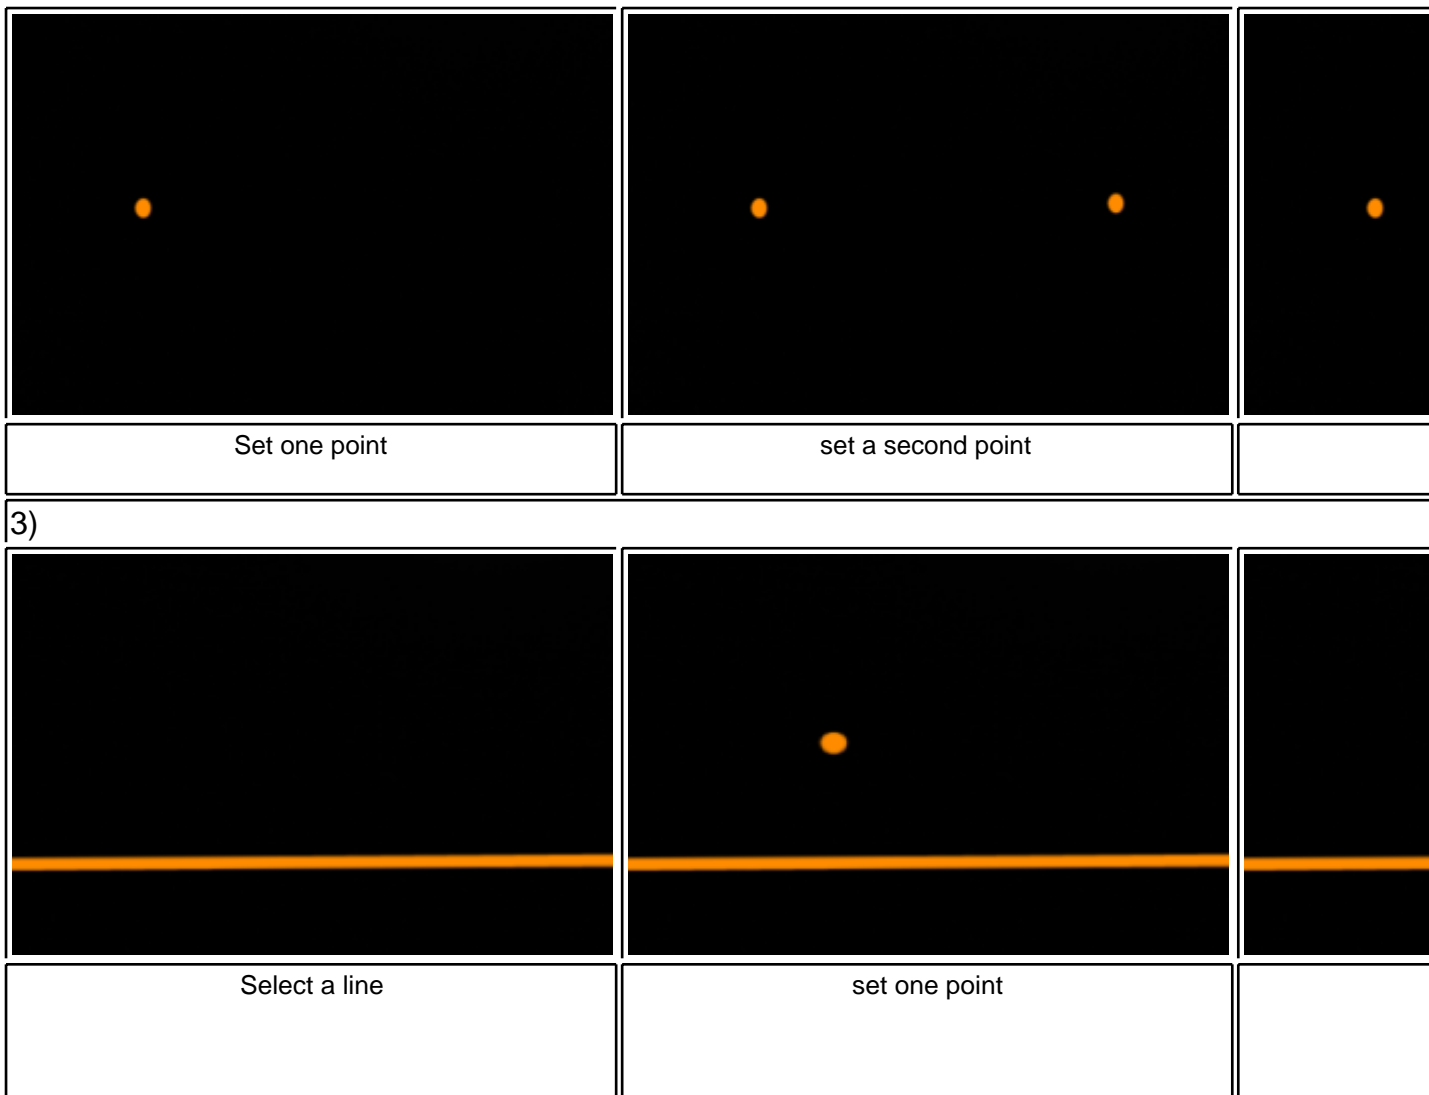 Set one point
set a second point
3)
Select a line
set one point